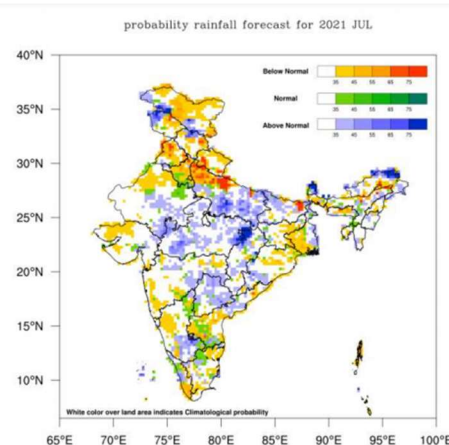 probability rainfall forecast for 2021 JUL
40°N
Below Normal
35 45 55 65 75
35°N
Normal
35 45 55 65 75
Above Normal
35 45 55 65 75
30°N
25°N
20°N
15°N
10°N
White color over land area indicates Climatological probability
65°E 70°E 75°E 80°E 85°E 90°E 95°E 100°E